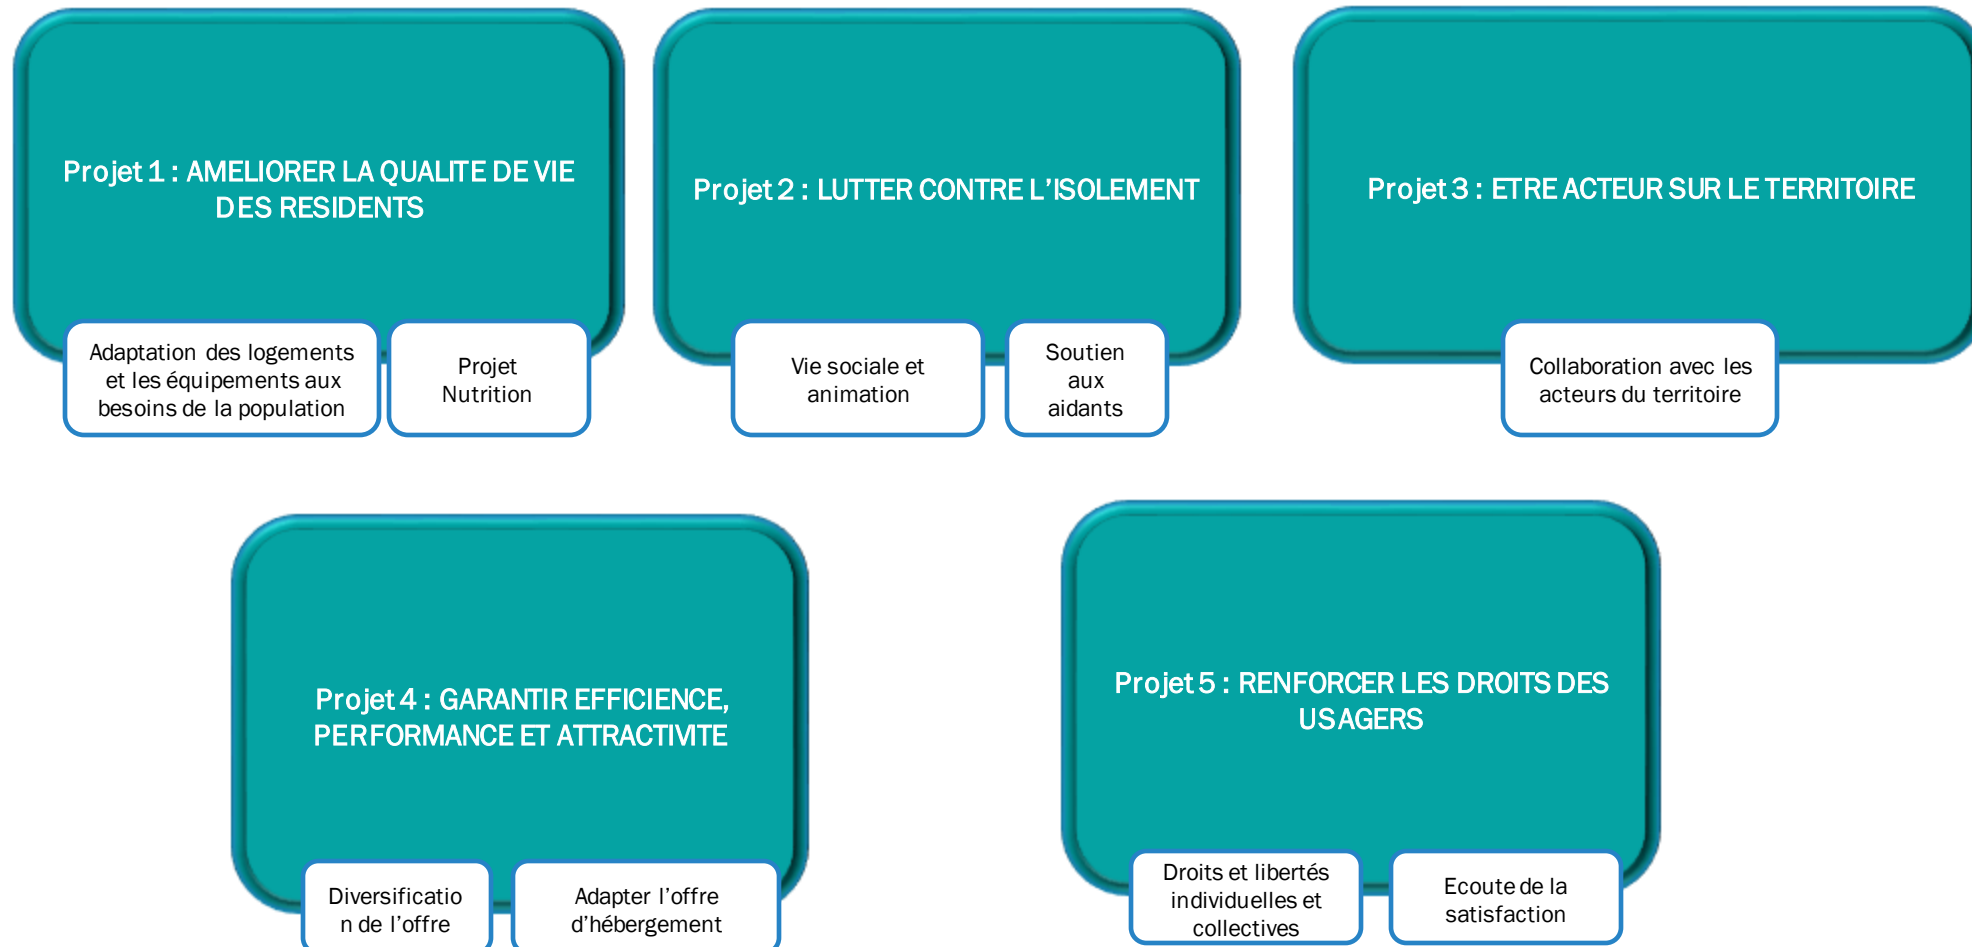 Projet 1 : AMELIORER LA QUALITE DE VIE
DES RESIDENTS
Adaptation des logements
et les équipements aux
besoins de la population
Projet
Nutrition
Projet 2 : LUTTER CONTRE L’ISOLEMENT
Vie sociale et
animation
Soutien
aux
aidants
Projet 3 : ETRE ACTEUR SUR LE TERRITOIRE
Collaboration avec les
acteurs du territoire
Projet 4 : GARANTIR EFFICIENCE,
PERFORMANCE ET ATTRACTIVITE
Diversificatio
n de l’offre
Adapter l’offre
d’hébergement
Projet 5 : RENFORCER LES DROITS DES
USAGERS
Droits et libertés
individuelles et
collectives
Ecoute de la
satisfaction